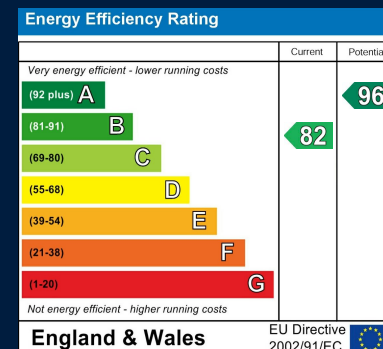 Energy Efficiency Rating
Current Potentia
Very energy efficient - lower running costs
(92 plus) A 96
(81-91) B 82
(69-80) C
(55-68) D
(39-54) E
(21-38) F
(1-20) G
Not energy efficient - higher running costs
England & Wales EU Directive
2002/91/EC